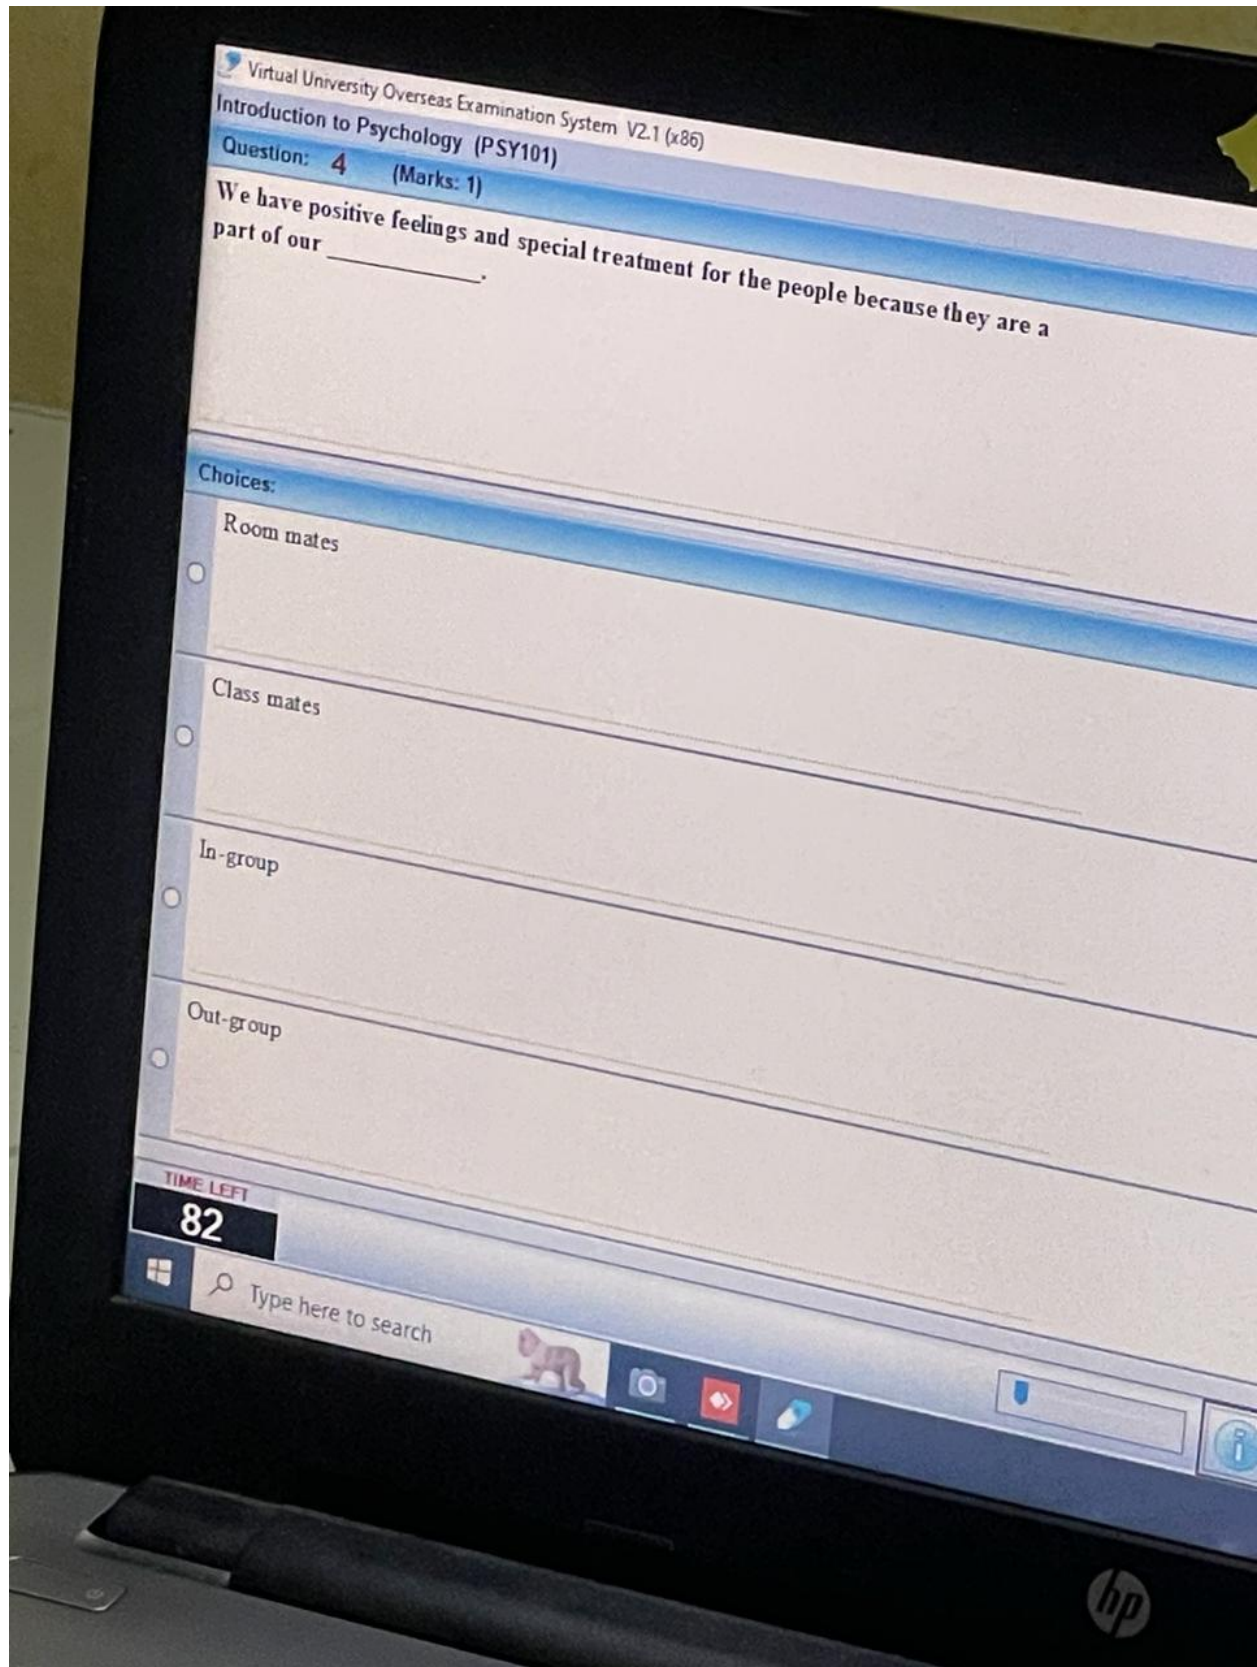 Virtual University Overseas Examination System V2.1 (x86)
Introduction to Psychology (PSY101)
Question: 4 (Marks: 1)
We have positive feelings and special treatment for the people because they are a
part of our ____________.
Choices:
Room mates
Class mates
In-group
Out-group
TIME LEFT
82
Type here to search
hp